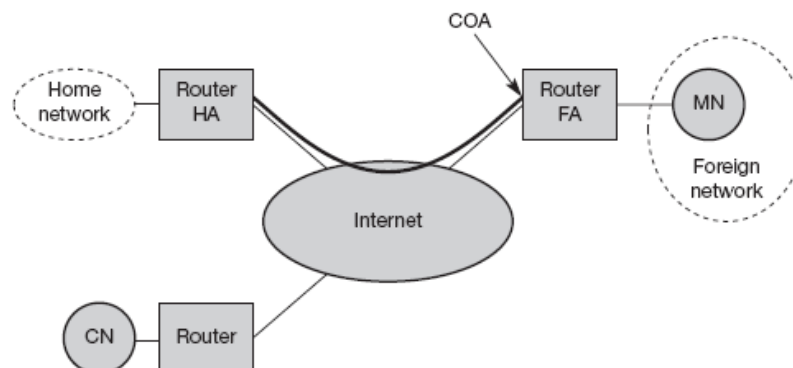 COA
Home
network
Router
HA
Router
FA
MN
Foreign
network
Internet
CN
Router